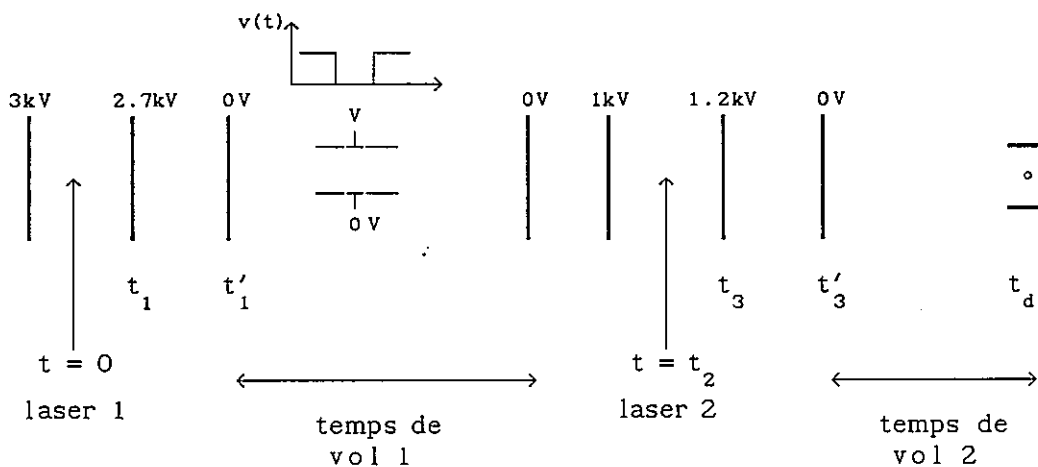 v(t)
3kV 2.7kV 0V 0V 1kV 1.2kV 0V
V
0 V
t1 t'1 t3 t'3 td
t = 0 t = t2
laser 1 laser 2
temps de temps de
vol 1 vol 2